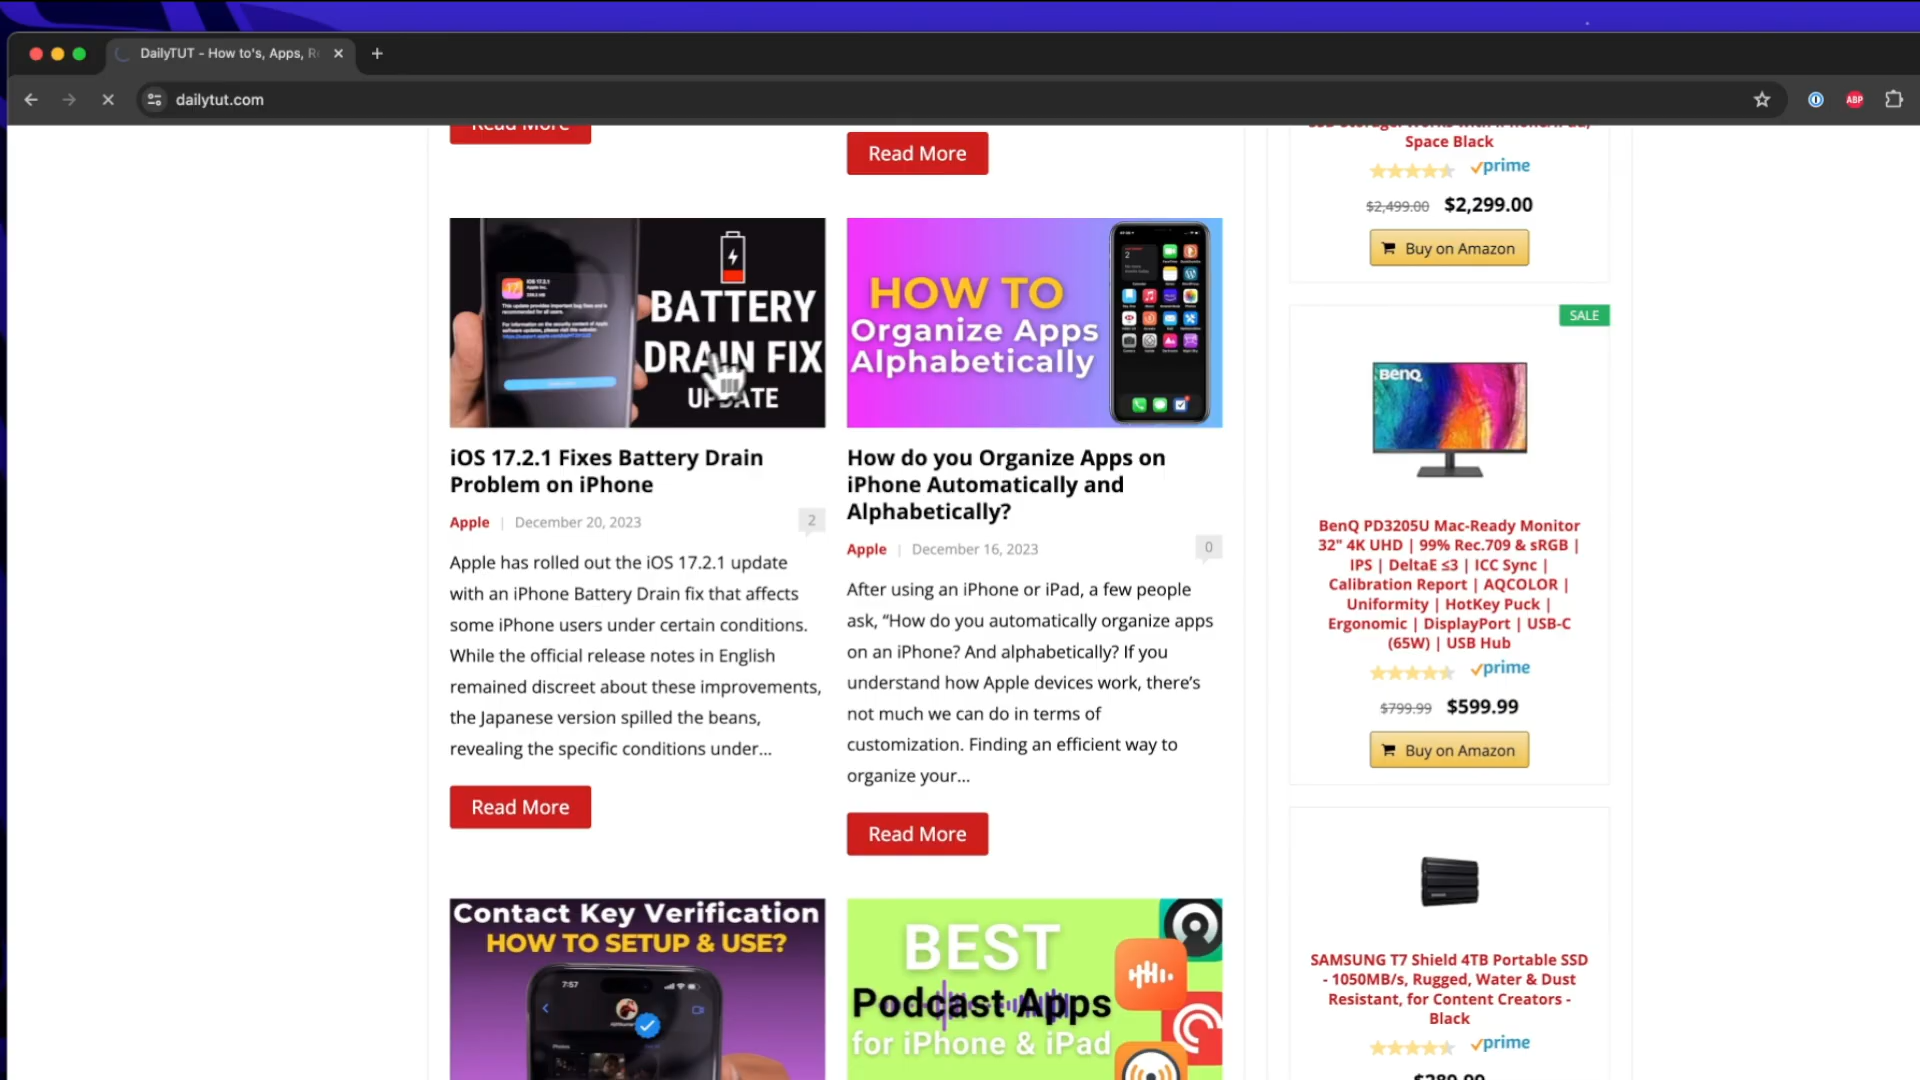 DailyTUT - How to's, Apps, R
dailytut.com
ABP
Read More
Read More
iOS 17.2.1
BATTERY
DRAIN FIX
UPDATE
iOS 17.2.1 Fixes Battery Drain
Problem on iPhone
Apple | December 20, 2023
2
Apple has rolled out the iOS 17.2.1 update
with an iPhone Battery Drain fix that affects
some iPhone users under certain conditions.
While the official release notes in English
remained discreet about these improvements,
the Japanese version spilled the beans,
revealing the specific conditions under...
Read More
HOW TO
Organize Apps
Alphabetically
How do you Organize Apps on
iPhone Automatically and
Alphabetically?
Apple | December 16, 2023
0
After using an iPhone or iPad, a few people
ask, “How do you automatically organize apps
on an iPhone? And alphabetically? If you
understand how Apple devices work, there’s
not much we can do in terms of
customization. Finding an efficient way to
organize your...
Read More
Contact Key Verification
HOW TO SETUP & USE?
7:57
BEST
Podcast Apps
for iPhone & iPad
Space Black
prime
$2,499.00 $2,299.00
Buy on Amazon
SALE
BenQ
BenQ PD3205U Mac-Ready Monitor
32" 4K UHD | 99% Rec.709 & sRGB |
IPS | DeltaE ≤3 | ICC Sync |
Calibration Report | AQCOLOR |
Uniformity | HotKey Puck |
Ergonomic | DisplayPort | USB-C
(65W) | USB Hub
prime
$799.99 $599.99
Buy on Amazon
SAMSUNG T7 Shield 4TB Portable SSD
- 1050MB/s, Rugged, Water & Dust
Resistant, for Content Creators -
Black
prime